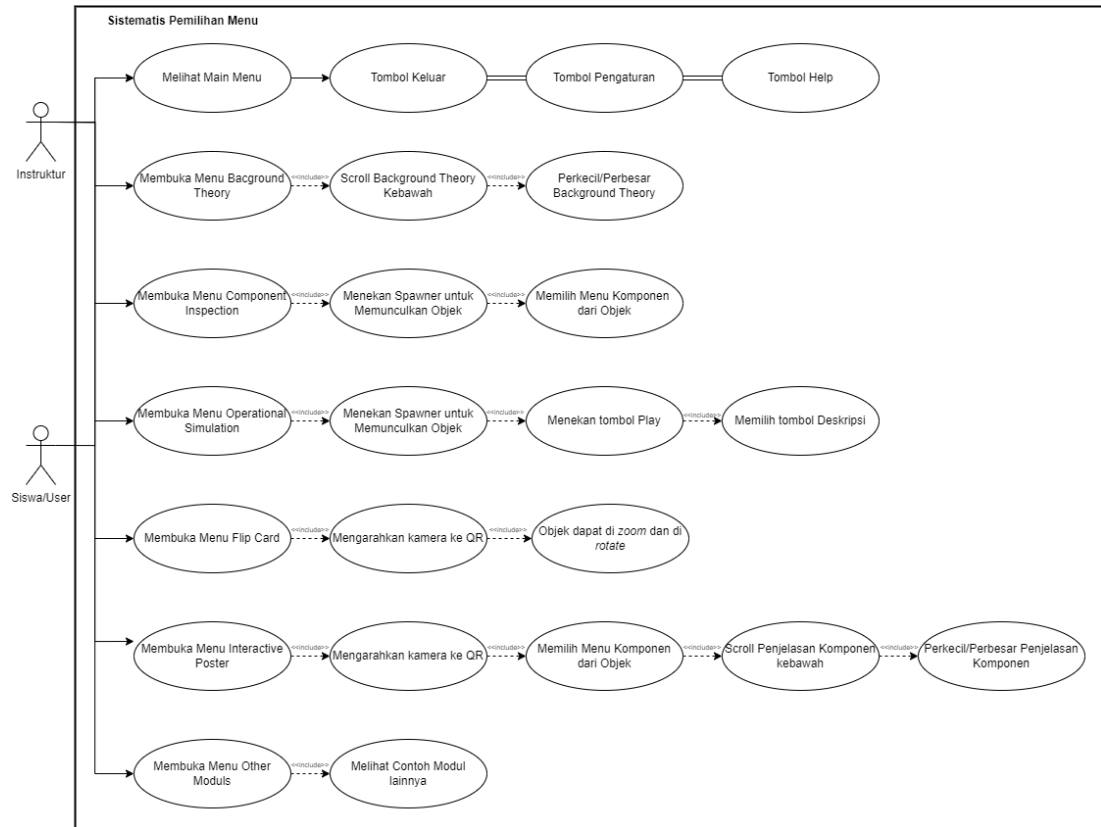 Sistematis Pemilihan Menu
Melihat Main Menu
Tombol Keluar
Tombol Pengaturan
Tombol Help
Instruktur
Membuka Menu Bacground
Theory
<<include>>
Scroll Background Theory
Kebawah
<<include>>
Perkecil/Perbesar
Background Theory
Membuka Menu Component
Inspection
<<include>>
Menekan Spawner untuk
Memunculkan Objek
<<include>>
Memilih Menu Komponen
dari Objek
Siswa/User
Membuka Menu Operational
Simulation
<<include>>
Menekan Spawner untuk
Memunculkan Objek
<<include>>
Menekan tombol Play
<<include>>
Memilih tombol Deskripsi
Membuka Menu Flip Card
<<include>>
Mengarahkan kamera ke QR
<<include>>
Objek dapat di zoom dan di
rotate
Membuka Menu Interactive
Poster
<<include>>
Mengarahkan kamera ke QR
<<include>>
Memilih Menu Komponen
dari Objek
<<include>>
Scroll Penjelasan Komponen
kebawah
<<include>>
Perkecil/Perbesar Penjelasan
Komponen
Membuka Menu Other
Moduls
<<include>>
Melihat Contoh Modul
lainnya